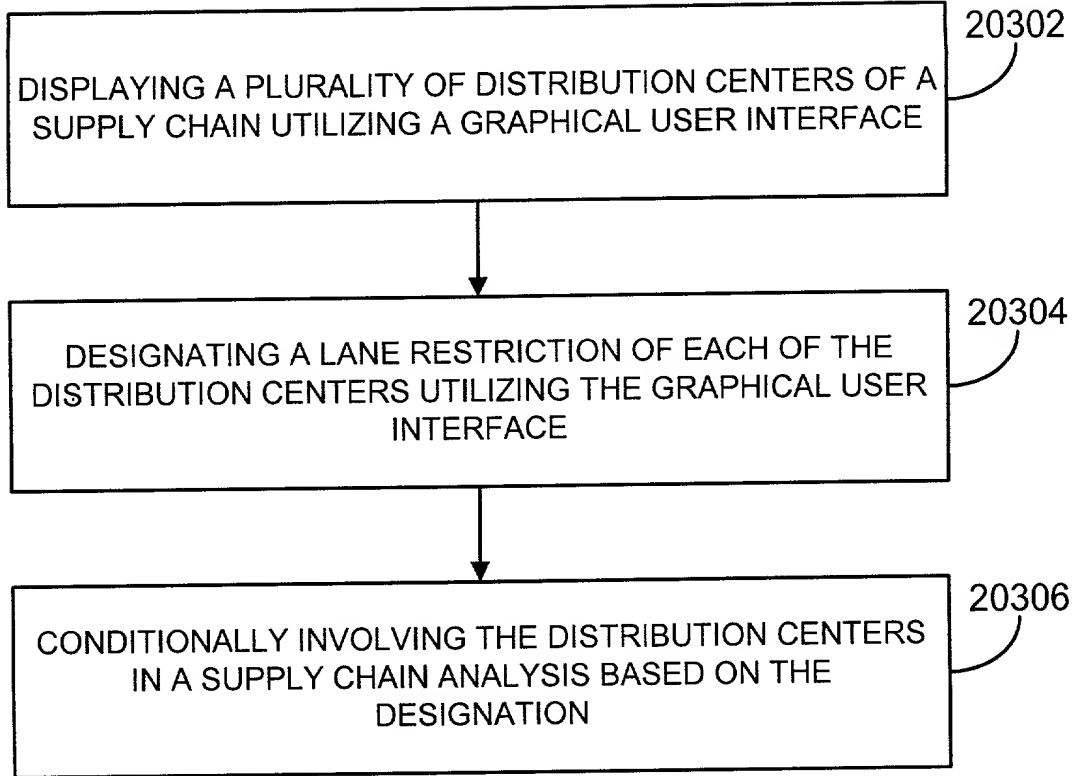 20302
DISPLAYING A PLURALITY OF DISTRIBUTION CENTERS OF A
SUPPLY CHAIN UTILIZING A GRAPHICAL USER INTERFACE
20304
DESIGNATING A LANE RESTRICTION OF EACH OF THE
DISTRIBUTION CENTERS UTILIZING THE GRAPHICAL USER
INTERFACE
20306
CONDITIONALLY INVOLVING THE DISTRIBUTION CENTERS
IN A SUPPLY CHAIN ANALYSIS BASED ON THE
DESIGNATION